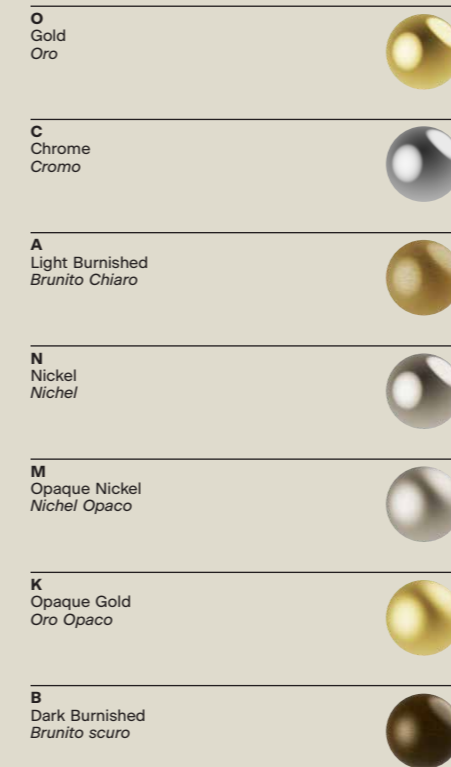 O
Gold
Oro
C
Chrome
Cromo
A
Light Burnished
Brunito Chiaro
N
Nickel
Nichel
M
Opaque Nickel
Nichel Opaco
K
Opaque Gold
Oro Opaco
B
Dark Burnished
Brunito scuro